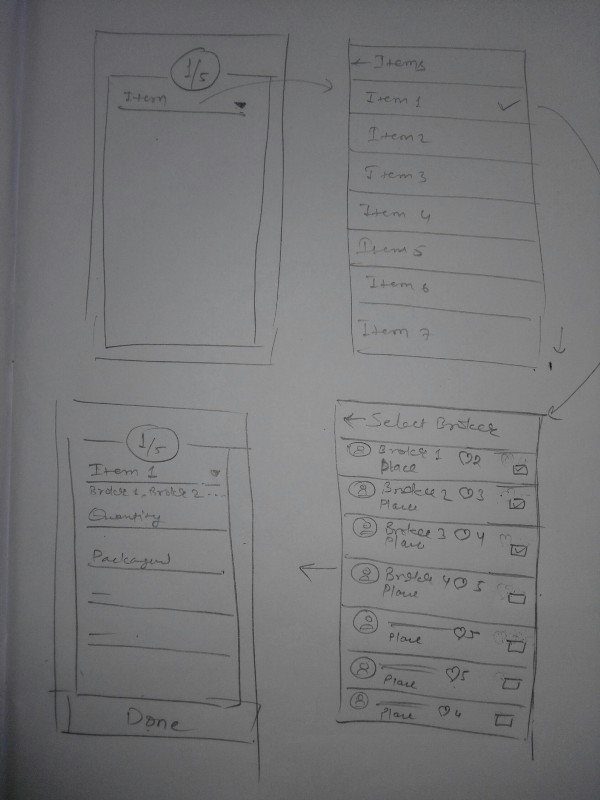 1/5
Item
← Items
Item 1
Item 2
Item 3
Item 4
Item 5
Item 6
Item 7
← Select Broker
Broker 1 ♡2
Place
Broker 2 ♡3
Place
Broker 3 ♡4
Place
Broker 4 ♡5
Place
♡5
Place
♡5
Place
♡4
Place
1/5
Item 1
Broker 1, Broker 2 ...
Quantity
Done